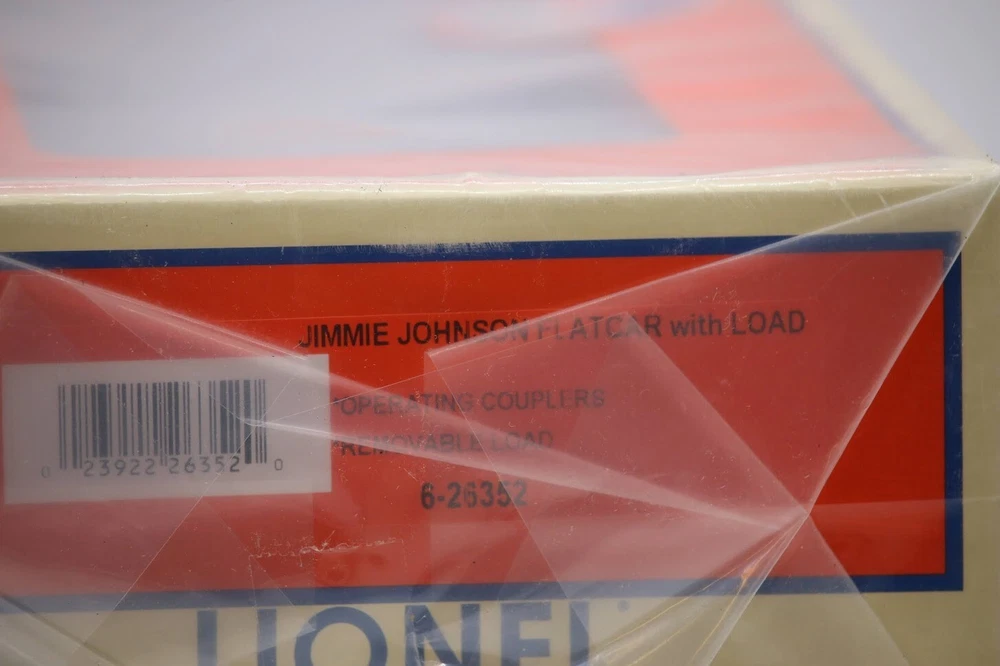 JIMMIE JOHNSON FLATCAR with LOAD
*OPERATING COUPLERS
*REMOVABLE LOAD
0 23922 26352 0
6-26352
LIONEL